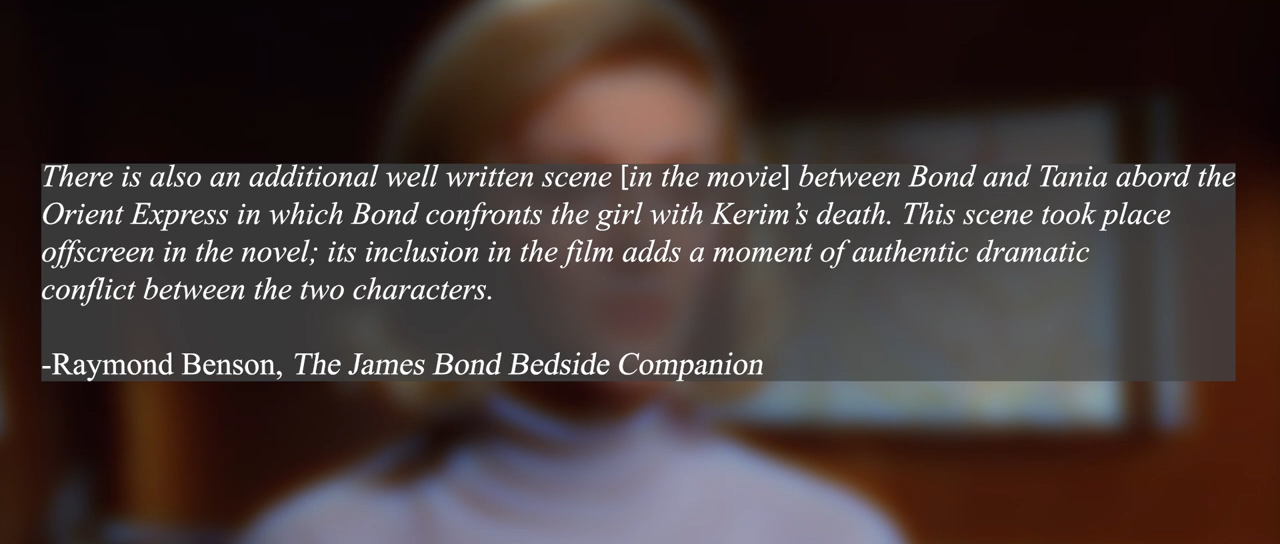 There is also an additional well written scene [in the movie] between Bond and Tania abord the
Orient Express in which Bond confronts the girl with Kerim’s death. This scene took place
offscreen in the novel; its inclusion in the film adds a moment of authentic dramatic
conflict between the two characters.
-Raymond Benson, The James Bond Bedside Companion